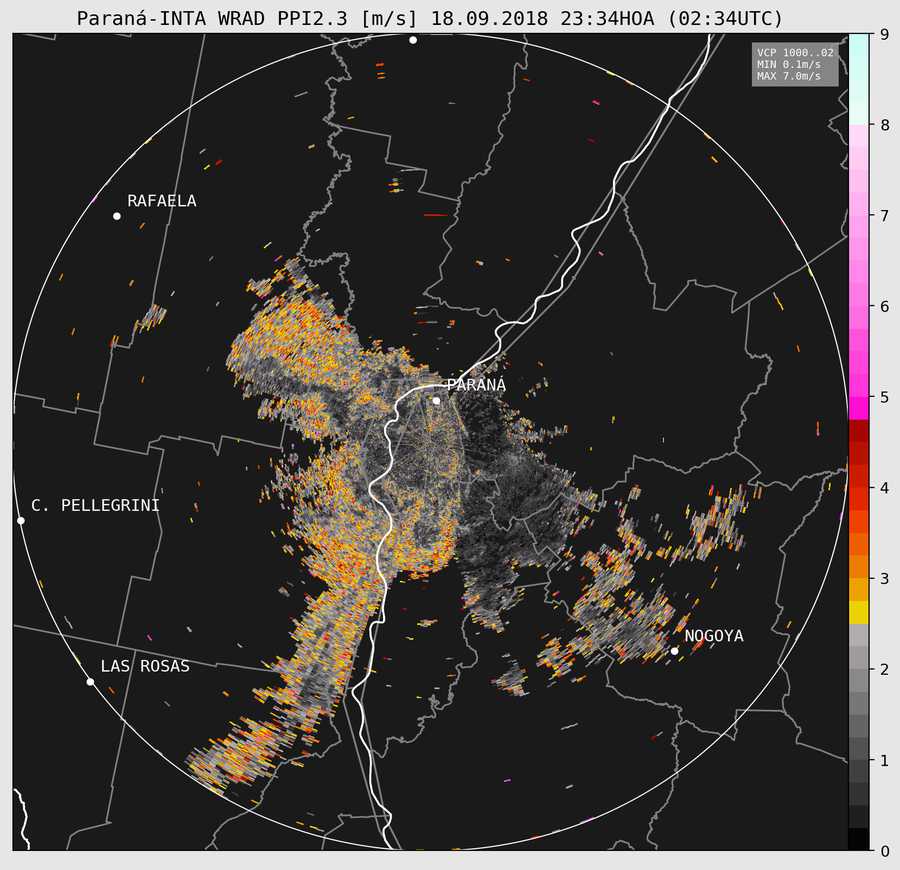 Paraná-INTA WRAD PPI2.3 [m/s] 18.09.2018 23:34HOA (02:34UTC)
VCP 1000..02
MIN 0.1m/s
MAX 7.0m/s
RAFAELA
PARANÁ
C. PELLEGRINI
NOGOYA
LAS ROSAS
9
8
7
6
5
4
3
2
1
0